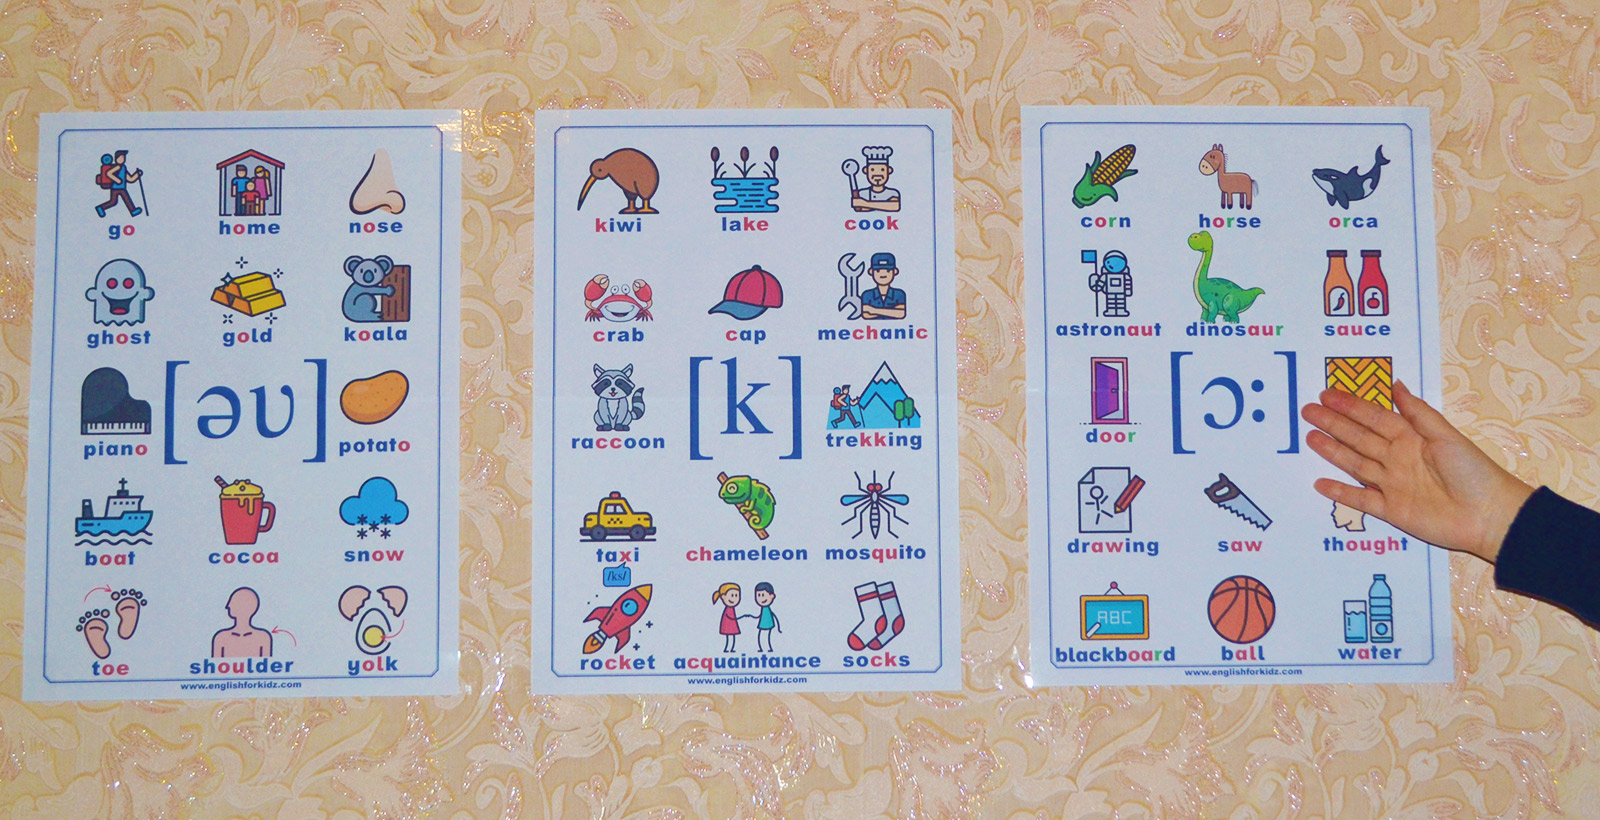 go home nose
ghost gold koala
piano [əʊ] potato
boat cocoa snow
toe shoulder yolk
www.englishforkidz.com
kiwi lake cook
crab cap mechanic
raccoon [k] trekking
taxi chameleon mosquito
/ks/
rocket acquaintance socks
www.englishforkidz.com
corn horse orca
astronaut dinosaur sauce
door [ɔ:]
drawing saw thought
ABC
blackboard ball water
www.englishforkidz.com